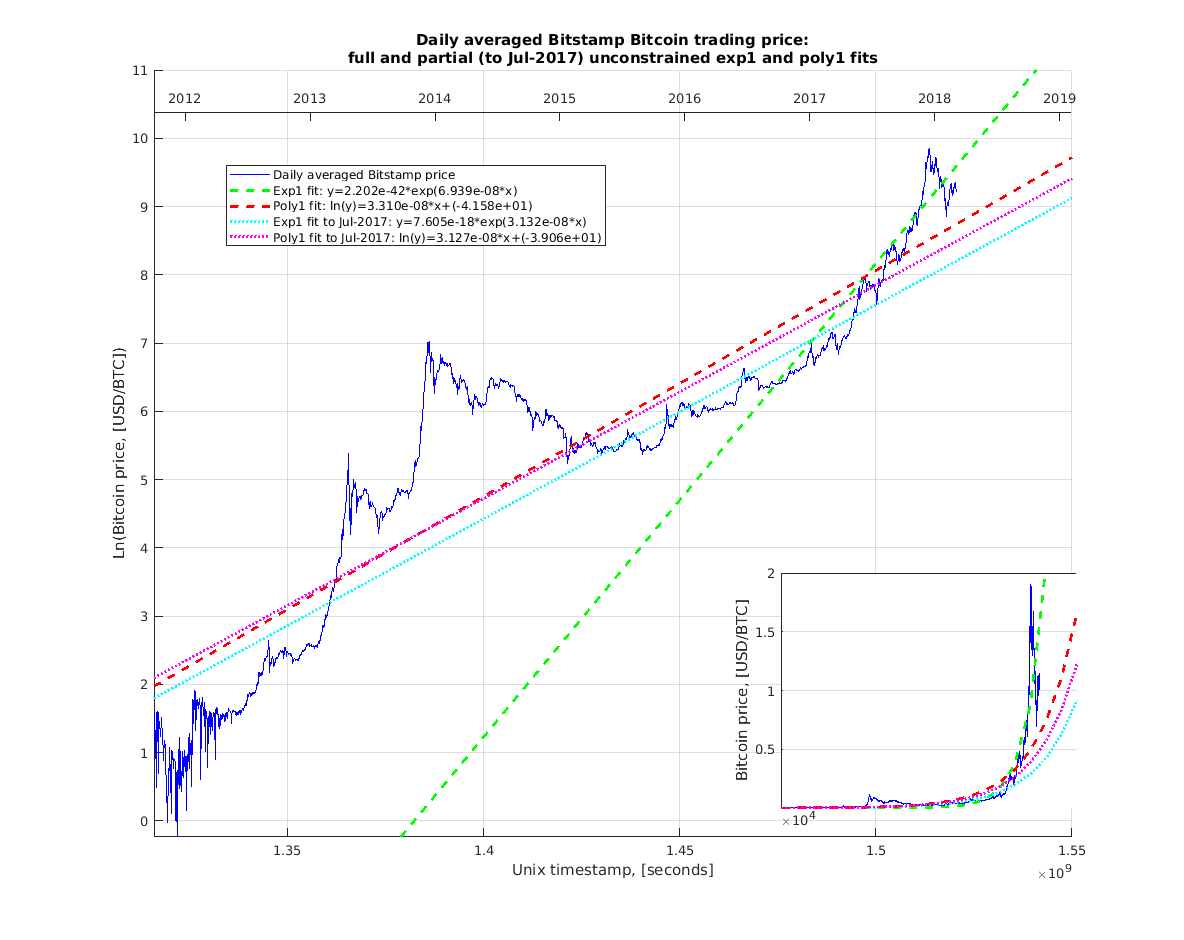 Daily averaged Bitstamp Bitcoin trading price:
full and partial (to Jul-2017) unconstrained exp1 and poly1 fits
11
2012 2013 2014 2015 2016 2017 2018 2019
10
Daily averaged Bitstamp price
Exp1 fit: y=2.202e-42*exp(6.939e-08*x)
Poly1 fit: ln(y)=3.310e-08*x+(-4.158e+01)
Exp1 fit to Jul-2017: y=7.605e-18*exp(3.132e-08*x)
Poly1 fit to Jul-2017: ln(y)=3.127e-08*x+(-3.906e+01)
9
8
7
6
5
4
3
2
1
0
Ln(Bitcoin price, [USD/BTC])
2
1.5
1
0.5
×10^4
Bitcoin price, [USD/BTC]
1.35 1.4 1.45 1.5 1.55
Unix timestamp, [seconds]
×10^9